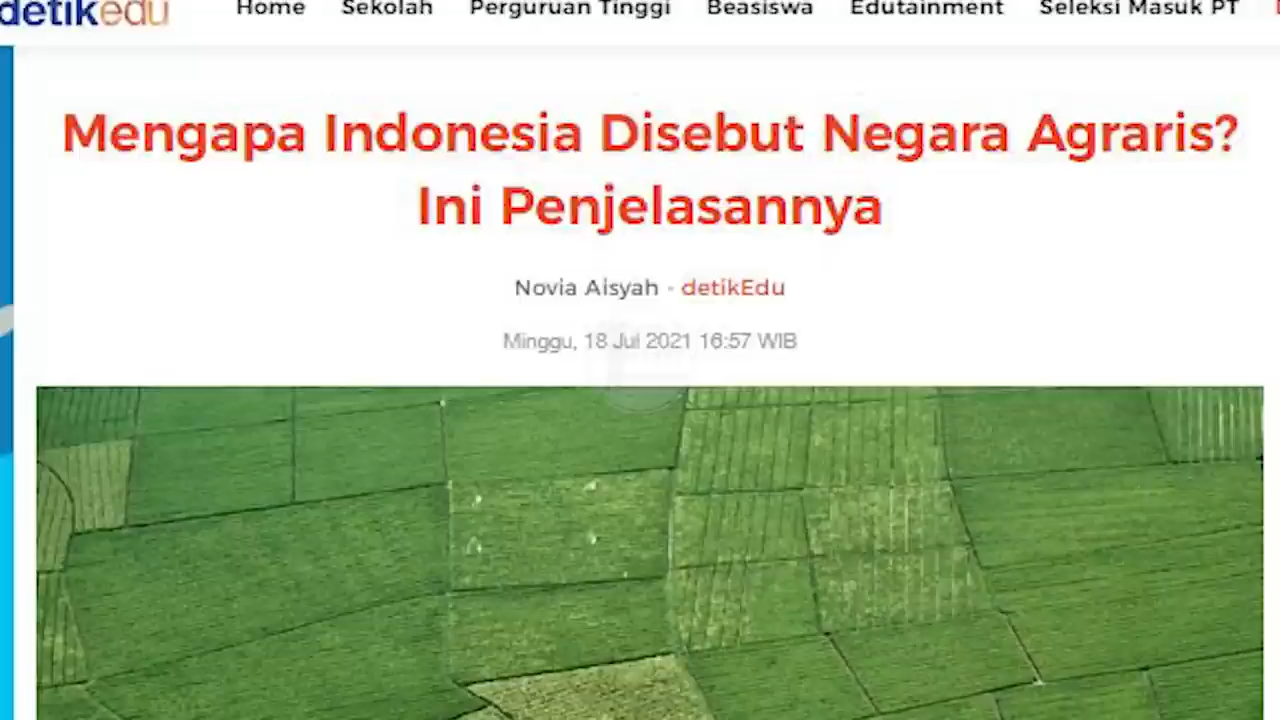 detikedu Home Sekolah Perguruan Tinggi Beasiswa Edutainment Seleksi Masuk PT
Mengapa Indonesia Disebut Negara Agraris?
Ini Penjelasannya
Novia Aisyah - detikEdu
Minggu, 18 Jul 2021 16:57 WIB